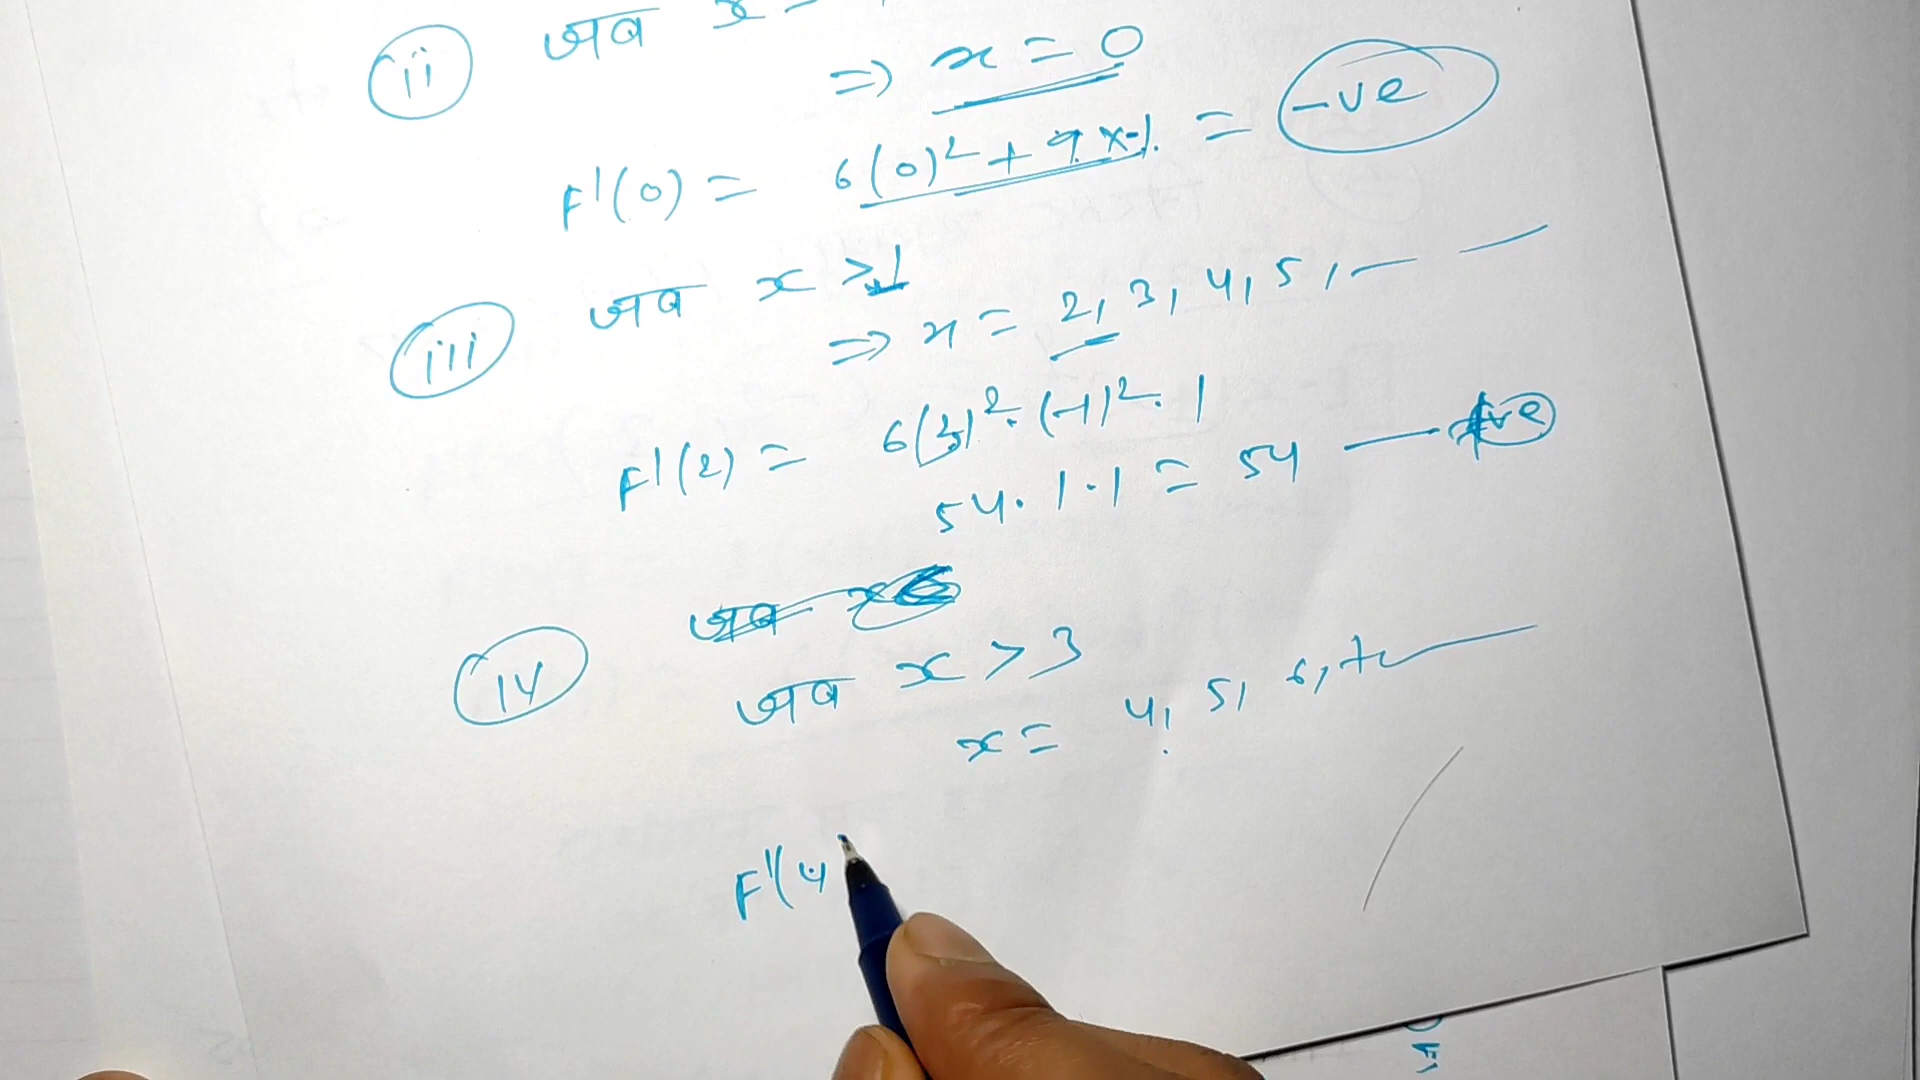 ii जब x =
⇒ x = 0
F'(0) = 6(0)² + 9 x -1 = -ve
iii जब x > 1
⇒ x = 2, 3, 4, 5, — —
F'(2) = 6(3)² · (-1)² · 1
54 · 1 · 1 = 54 — +ve
iv
जब x > 3
x = 4, 5, 6, 7
F'(4